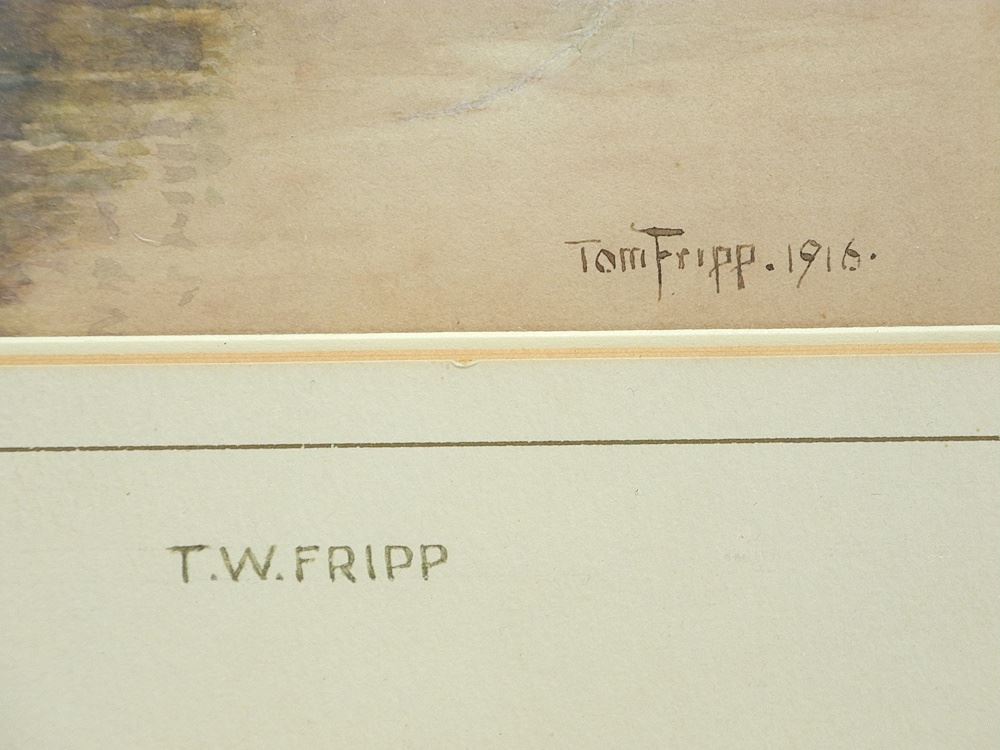 Tom Fripp. 1916.
T.W. FRIPP